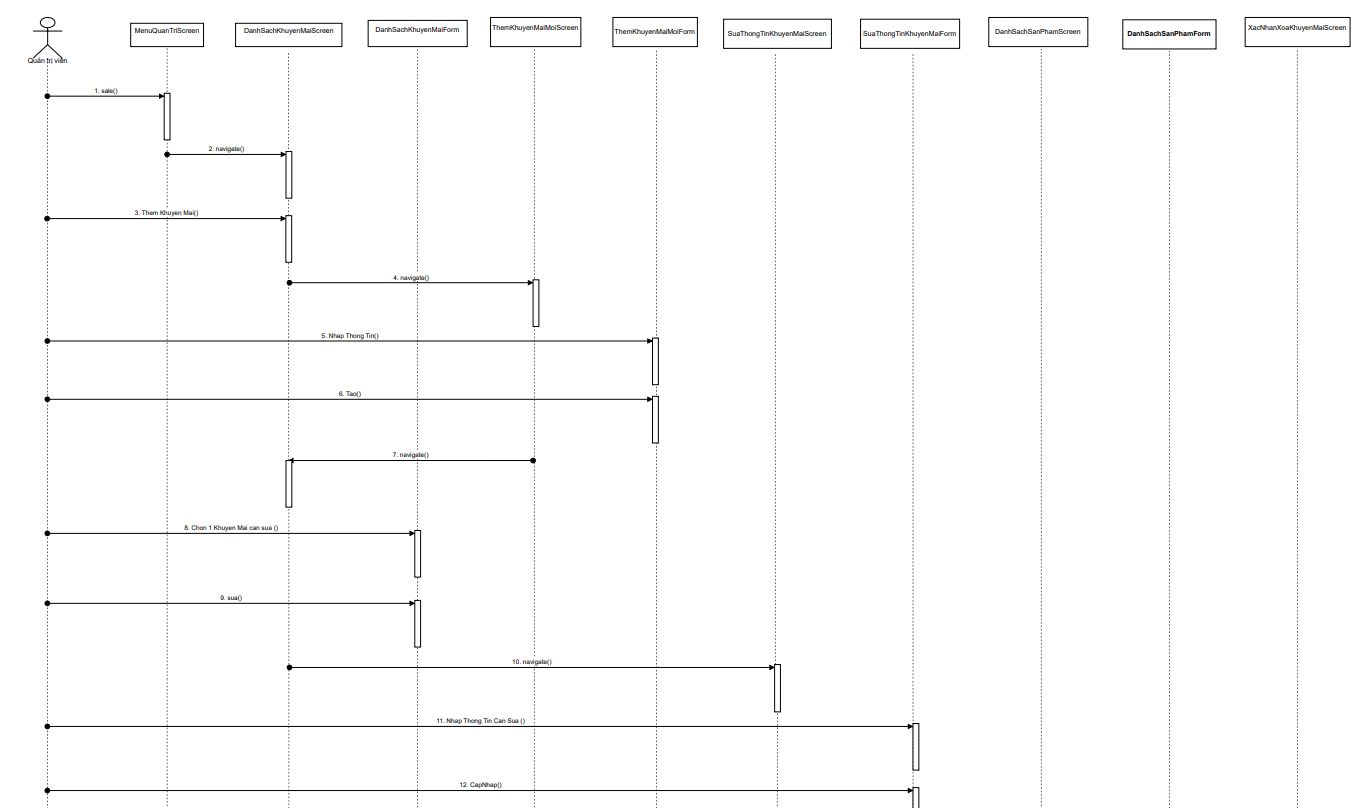 Quản trị viên
MenuQuanTriScreen
DanhSachKhuyenMaiScreen
DanhSachKhuyenMaiForm
ThemKhuyenMaiMoiScreen
ThemKhuyenMaiMoiForm
SuaThongTinKhuyenMaiScreen
SuaThongTinKhuyenMaiForm
DanhSachSanPhamScreen
DanhSachSanPhamForm
XacNhanXoaKhuyenMaiScreen
1. sale()
2. navigate()
3. Them Khuyen Mai()
4. navigate()
5. Nhap Thong Tin()
6. Tao()
7. navigate()
8. Chon 1 Khuyen Mai can sua ()
9. sua()
10. navigate()
11. Nhap Thong Tin Can Sua ()
12. CapNhap()